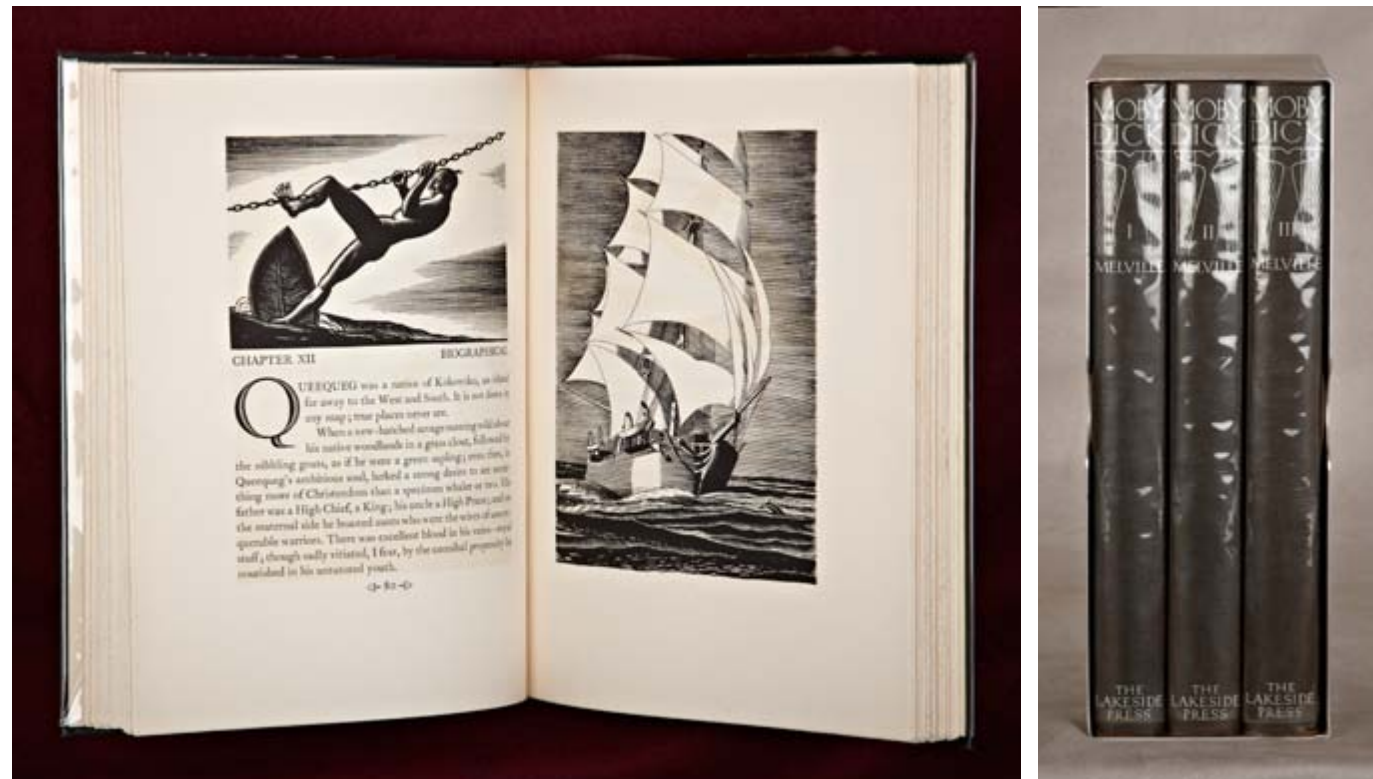 CHAPTER XII BIOGRAPHICAL
QUEEQUEG was a native of Kokovoko, an island
far away to the West and South. It is not down in
any map; true places never are.
When a new-hatched savage running wild about
his native woodlands in a grass clout, followed by
the nibbling goats, as if he were a green sapling; even then, in
Queequeg's ambitious soul, lurked a strong desire to see some-
thing more of Christendom than a specimen whaler or two. His
father was a High Chief, a King; his uncle a High Priest; and on
the maternal side he boasted aunts who were the wives of uncon-
querable warriors. There was excellent blood in his veins—royal
stuff; though sadly vitiated, I fear, by the cannibal propensity he
nourished in his untutored youth.
80
MOBY
DICK
I
MELVILLE
THE
LAKESIDE
PRESS
MOBY
DICK
II
MELVILLE
THE
LAKESIDE
PRESS
MOBY
DICK
III
MELVILLE
THE
LAKESIDE
PRESS